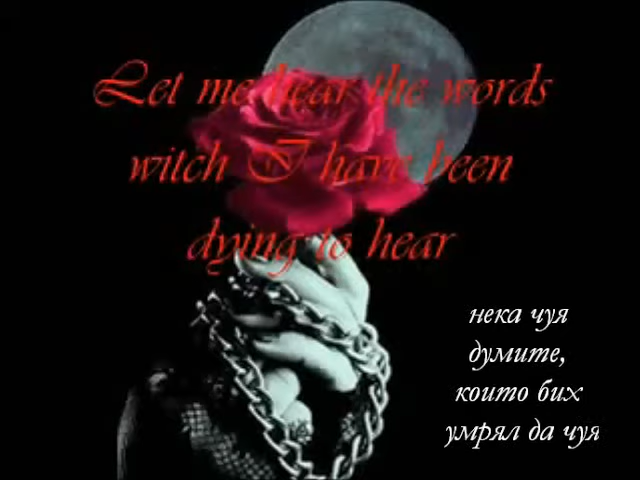 Let me hear the words
witch I have been
dying to hear
нека чуя
думите,
които бих
умрял да чуя